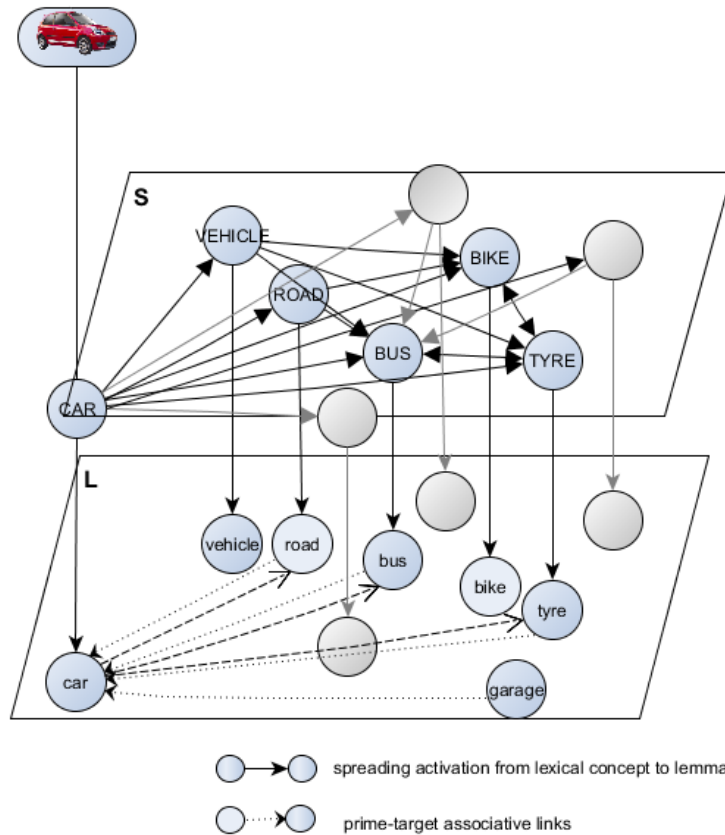 S
VEHICLE
BIKE
ROAD
BUS
TYRE
CAR
L
vehicle
road
bus
bike
tyre
car
garage
spreading activation from lexical concept to lemma
prime-target associative links